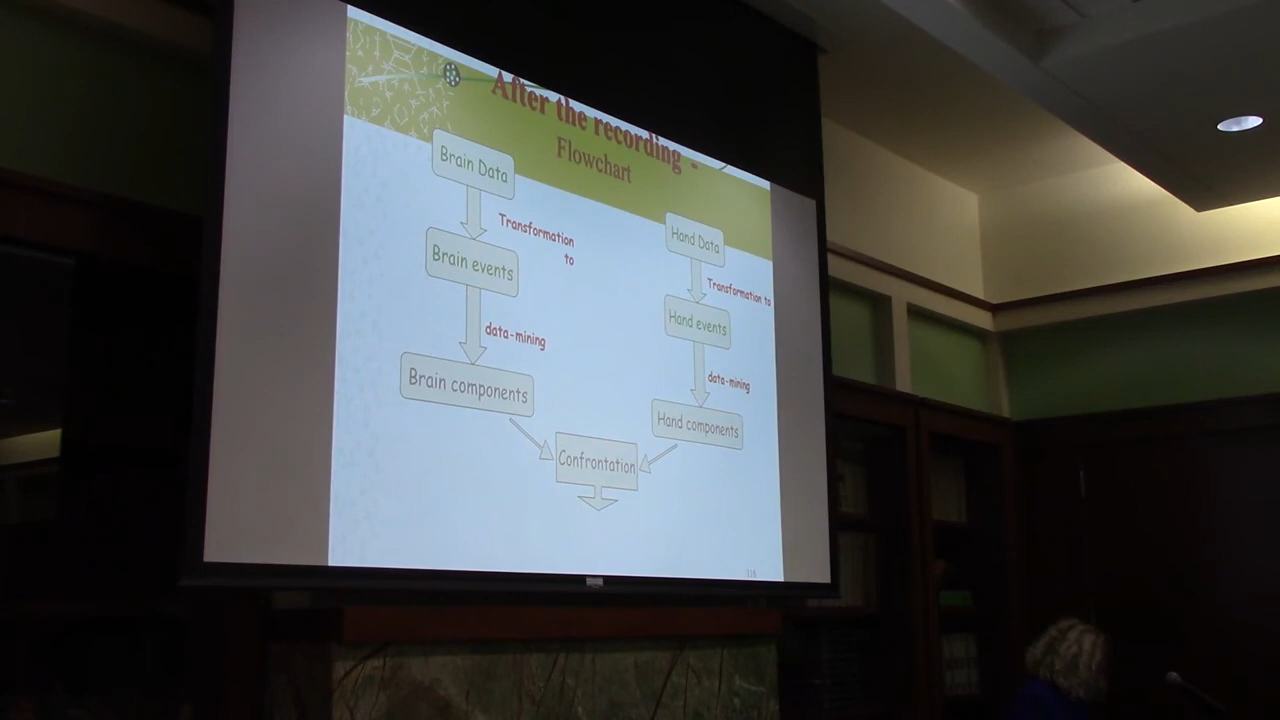 After the recording -
Flowchart
Brain Data
Transformation
to
Brain events
data-mining
Brain components
Hand Data
Transformation to
Hand events
data-mining
Hand components
Confrontation